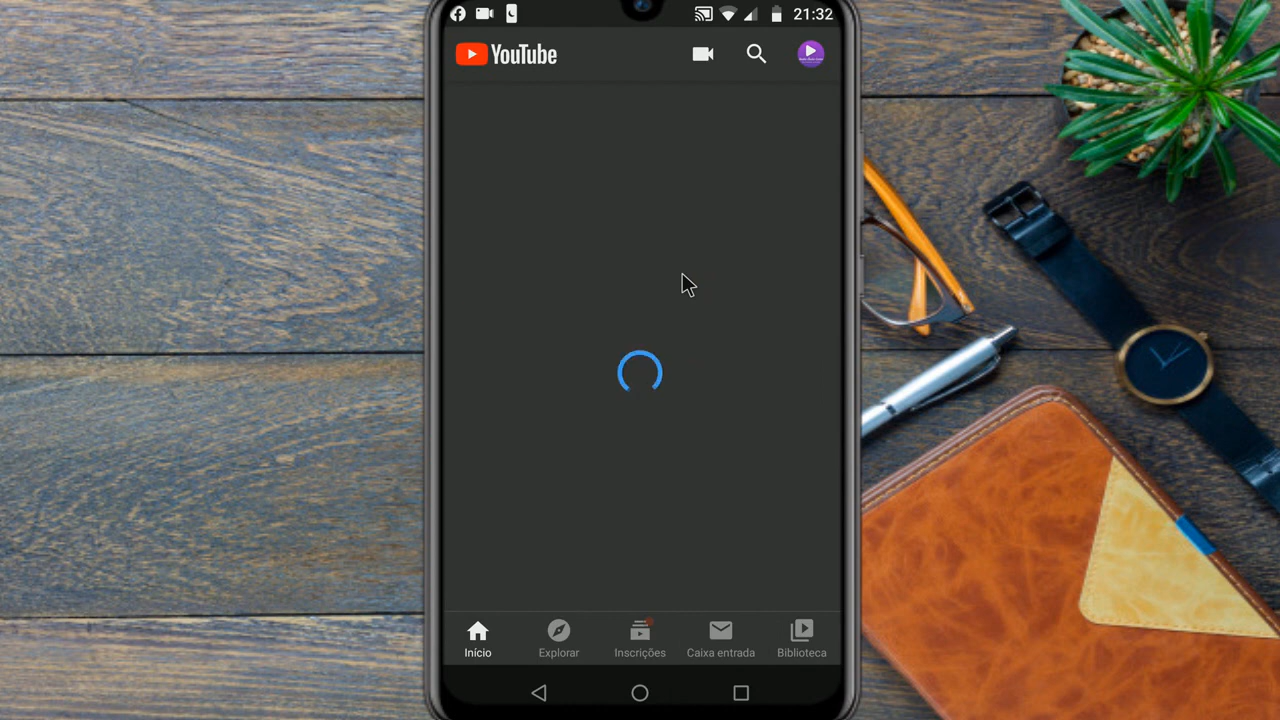 21:32
YouTube
Início
Explorar
Inscrições
Caixa entrada
Biblioteca